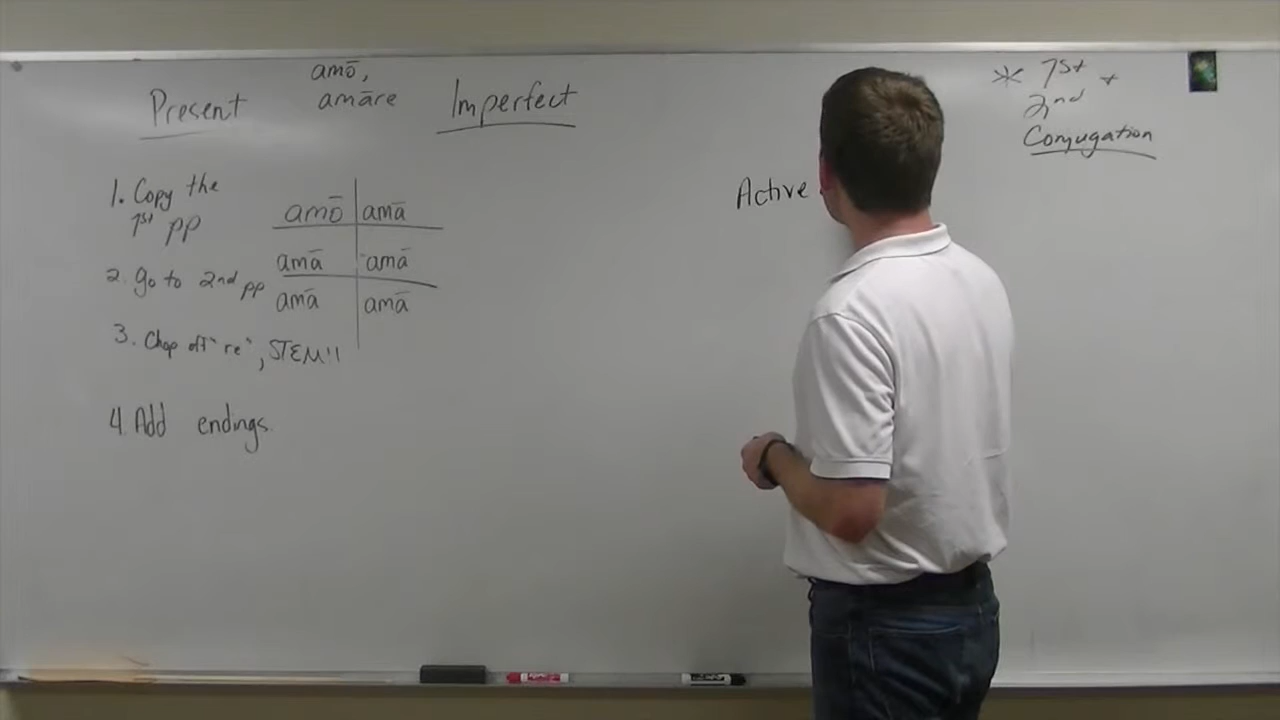 Present
amō,
amāre
Imperfect
* 1st +
2nd
Conjugation
1. Copy the
1st pp
2. Go to 2nd pp
3. Chop off "re", STEM!!
4. Add endings.
amō amā
amā amā
amā amā
Active